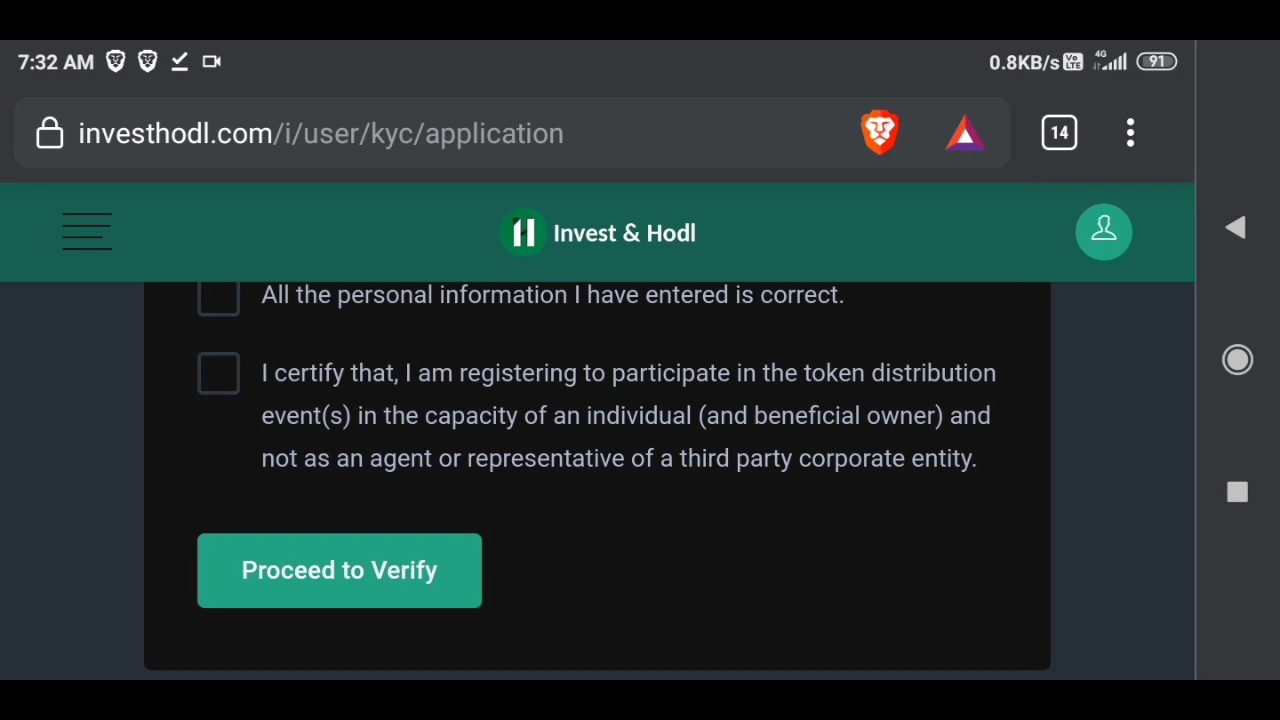 7:32 AM 0.8KB/s Vo LTE 4G 91
investhodl.com/i/user/kyc/application 14
Invest & Hodl
All the personal information I have entered is correct.
I certify that, I am registering to participate in the token distribution
event(s) in the capacity of an individual (and beneficial owner) and
not as an agent or representative of a third party corporate entity.
Proceed to Verify